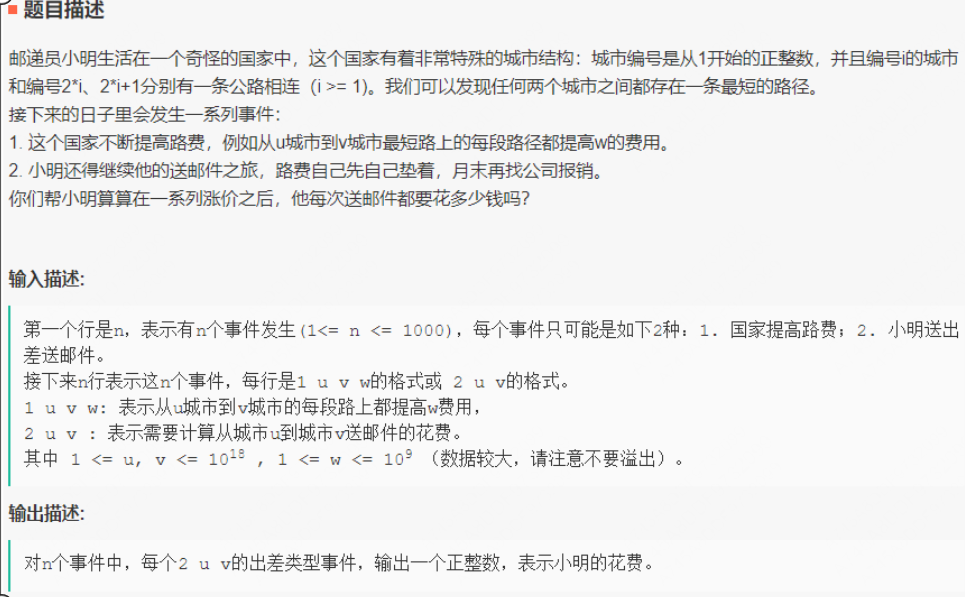 题目描述
邮递员小明生活在一个奇怪的国家中，这个国家有着非常特殊的城市结构：城市编号是从1开始的正整数，并且编号i的城市
和编号2*i、2*i+1分别有一条公路相连（i >= 1)。我们可以发现任何两个城市之间都存在一条最短的路径。
接下来的日子里会发生一系列事件：
1. 这个国家不断提高路费，例如从u城市到v城市最短路上的每段路径都提高w的费用。
2. 小明还得继续他的送邮件之旅，路费自己先自己垫着，月末再找公司报销。
你们帮小明算算在一系列涨价之后，他每次送邮件都要花多少钱吗？
输入描述:
第一个行是n，表示有n个事件发生(1<= n <= 1000)，每个事件只可能是如下2种：1. 国家提高路费；2. 小明送出
差送邮件。
接下来n行表示这n个事件，每行是1 u v w的格式或 2 u v的格式。
1 u v w: 表示从u城市到v城市的每段路上都提高w费用，
2 u v : 表示需要计算从城市u到城市v送邮件的花费。
其中 1 <= u, v <= 10^18 , 1 <= w <= 10^9 （数据较大，请注意不要溢出）。
输出描述:
对n个事件中，每个2 u v的出差类型事件，输出一个正整数，表示小明的花费。